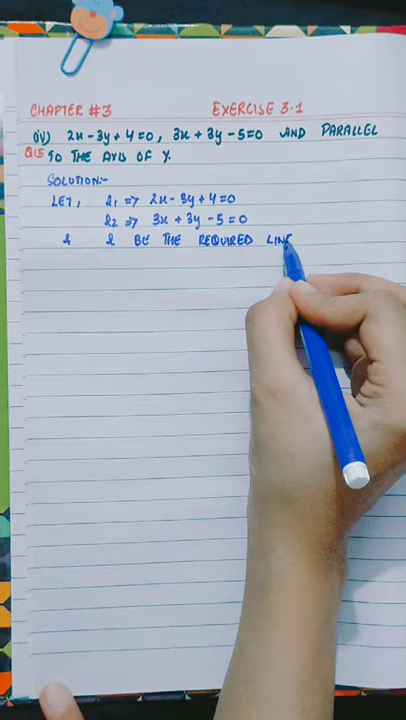 CHAPTER #3 EXERCISE 3.1
(iv) 2x - 3y + 4 = 0, 3x + 3y - 5 = 0 AND PARALLEL
Q15 TO THE AXIS OF Y.
SOLUTION:-
LET, l1 => 2x - 3y + 4 = 0
l2 => 3x + 3y - 5 = 0
& l BE THE REQUIRED LINE